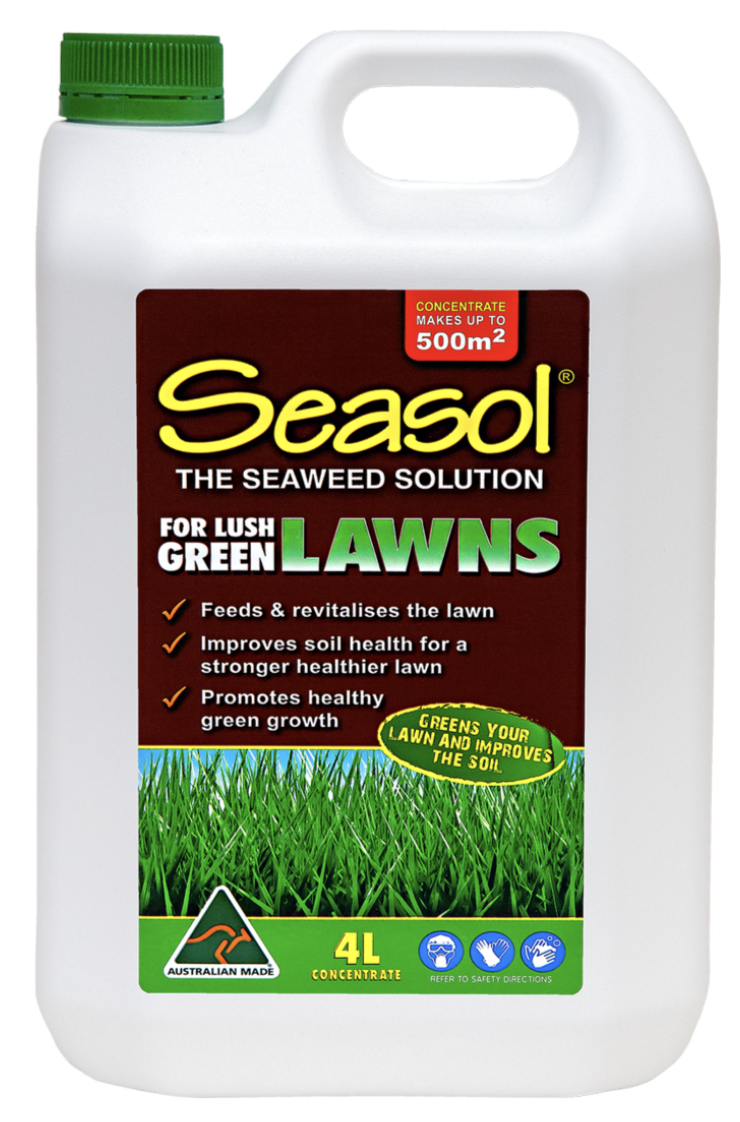 CONCENTRATE
MAKES UP TO
500m²
Seasol®
THE SEAWEED SOLUTION
FOR LUSH
GREEN LAWNS
Feeds & revitalises the lawn
Improves soil health for a
stronger healthier lawn
Promotes healthy
green growth
GREENS YOUR
LAWN AND IMPROVES
THE SOIL
AUSTRALIAN MADE
4L
CONCENTRATE
REFER TO SAFETY DIRECTIONS